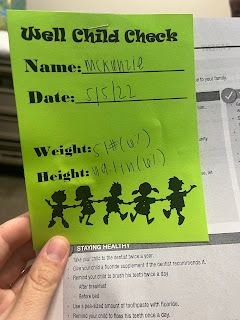 Well Child Check
Name: Mckenzie
Date: 5/5/22
Weight:
Height:
to your family.
STAYING HEALTHY
Take your child to the dentist twice a year.
Give your child a fluoride supplement if the dentist recommends it.
Remind your child to brush his teeth twice a day
After breakfast
Before bed
Use a pea-sized amount of toothpaste with fluoride.
Remind your child to floss his teeth once a day.